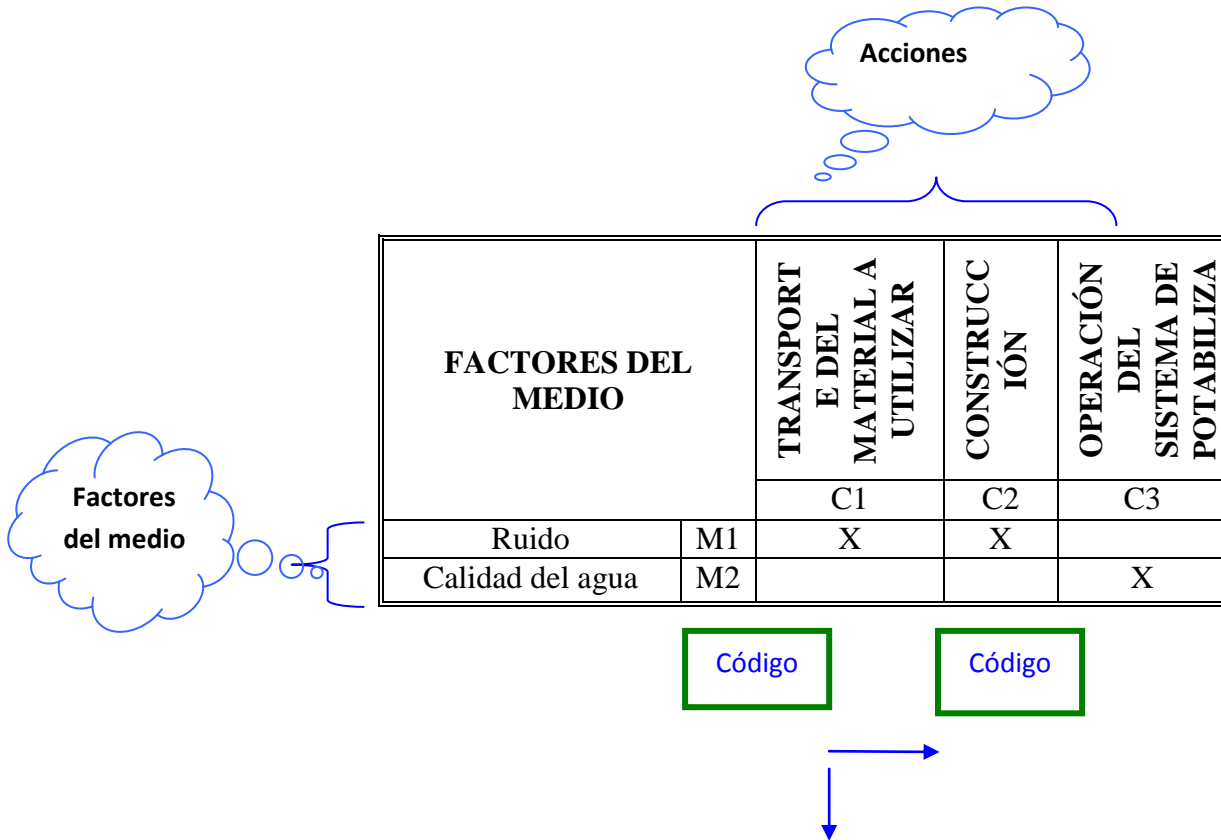 Acciones
FACTORES DEL
MEDIO
TRANSPORT
E DEL
MATERIAL A
UTILIZAR
CONSTRUCC
IÓN
OPERACIÓN
DEL
SISTEMA DE
POTABILIZA
C1 C2 C3
Factores
del medio
Ruido M1 X X
Calidad del agua M2 X
Código Código